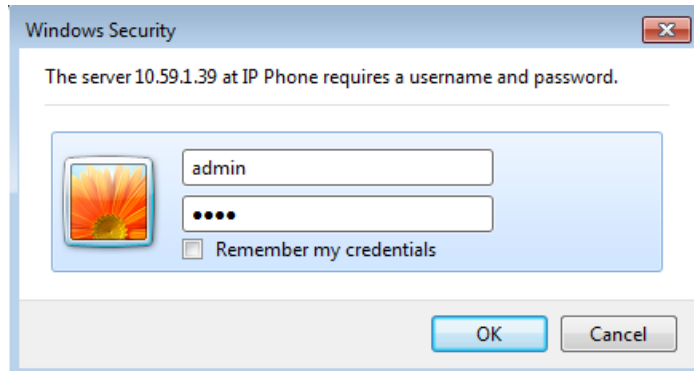 Windows Security
The server 10.59.1.39 at IP Phone requires a username and password.
admin
••••
Remember my credentials
OK
Cancel